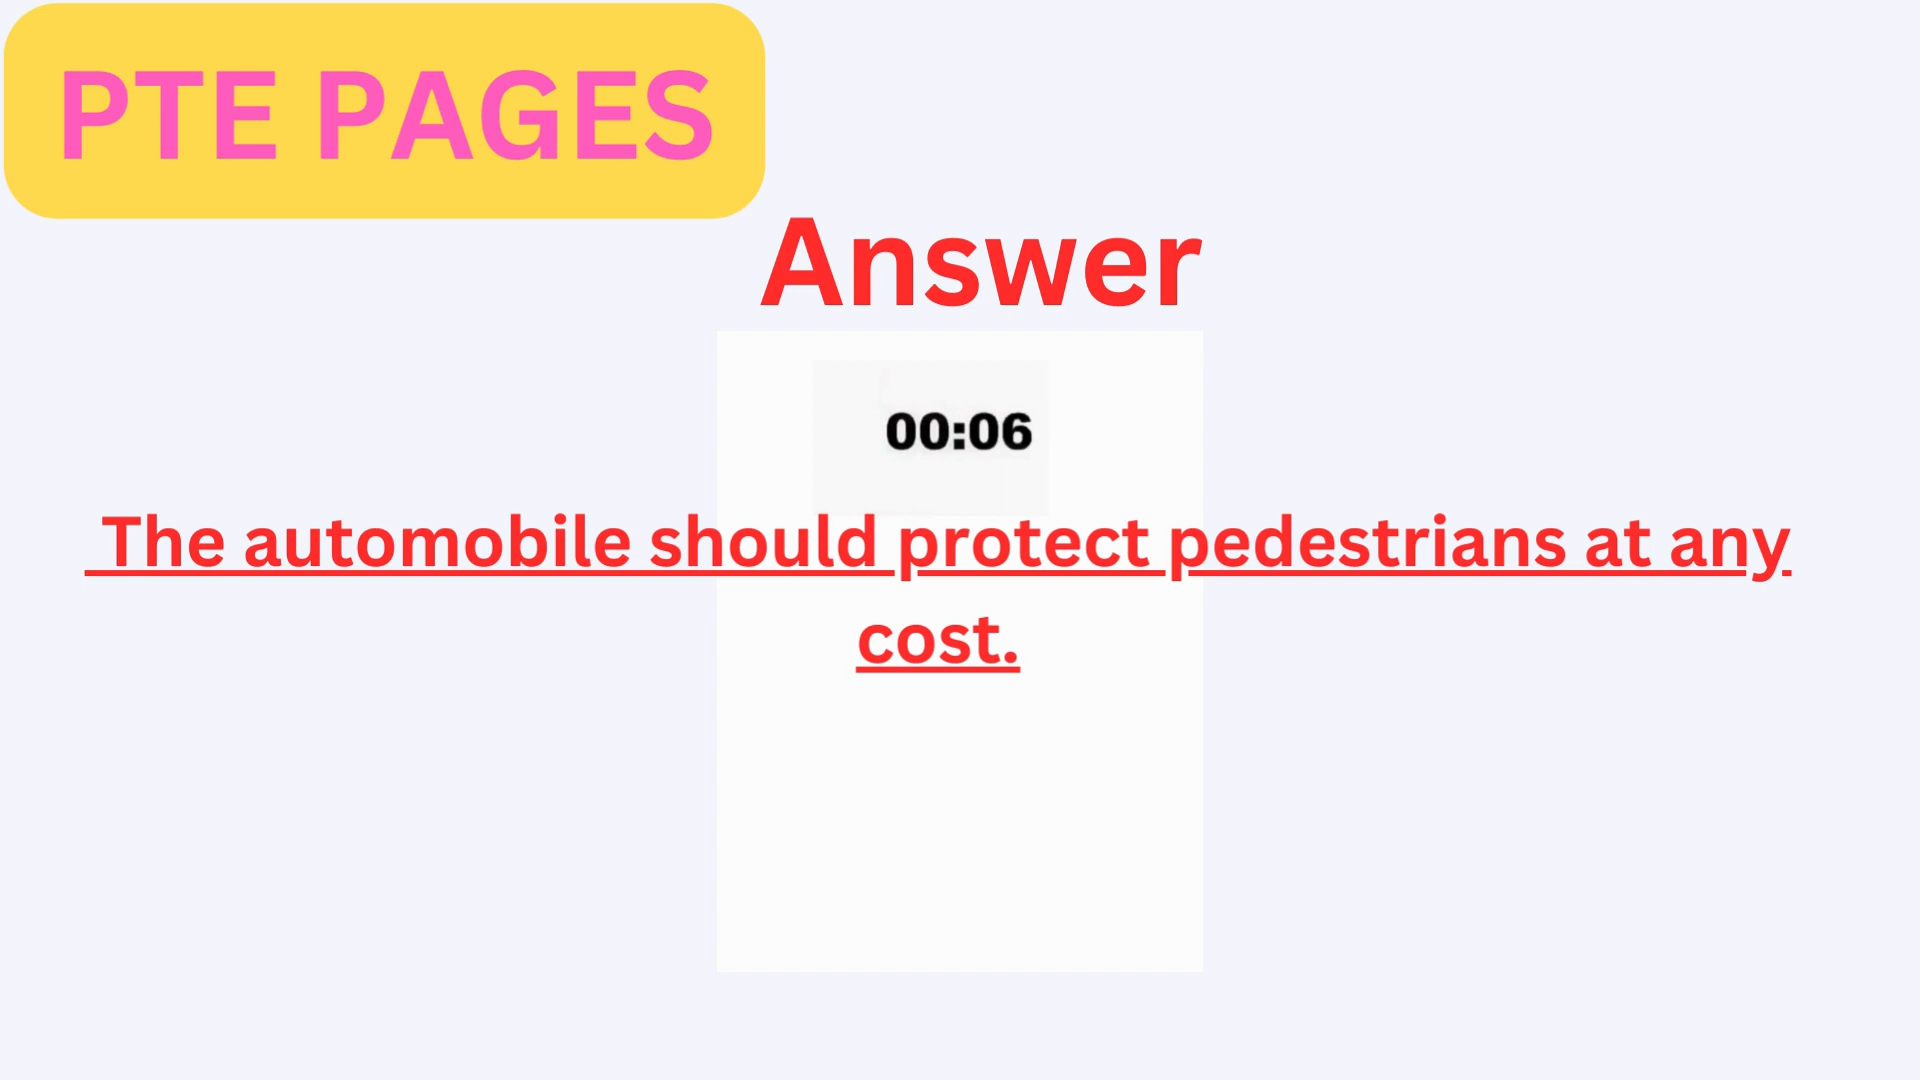 PTE PAGES
Answer
00:06
The automobile should protect pedestrians at any
cost.